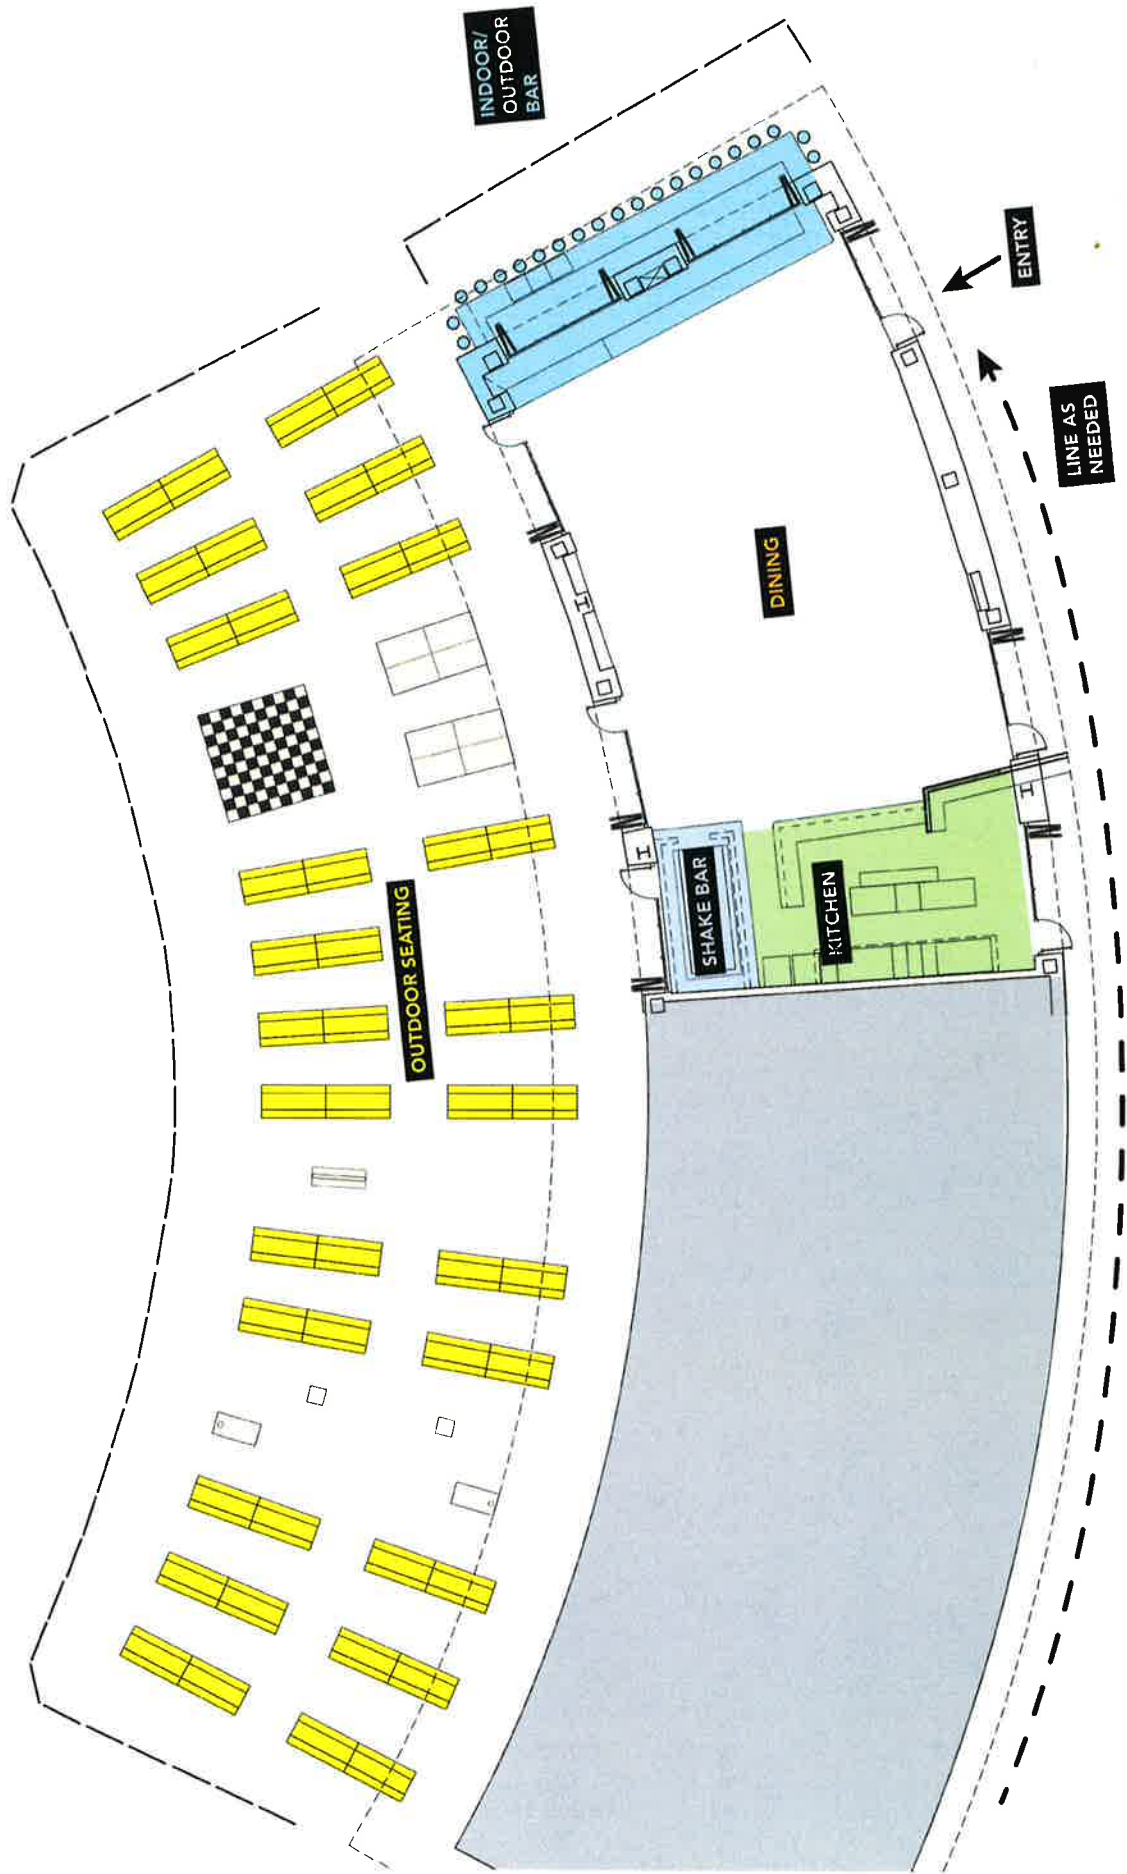 INDOOR/
OUTDOOR
BAR
ENTRY
LINE AS
NEEDED
DINING
OUTDOOR SEATING
SHAKE BAR
KITCHEN
H
H
H